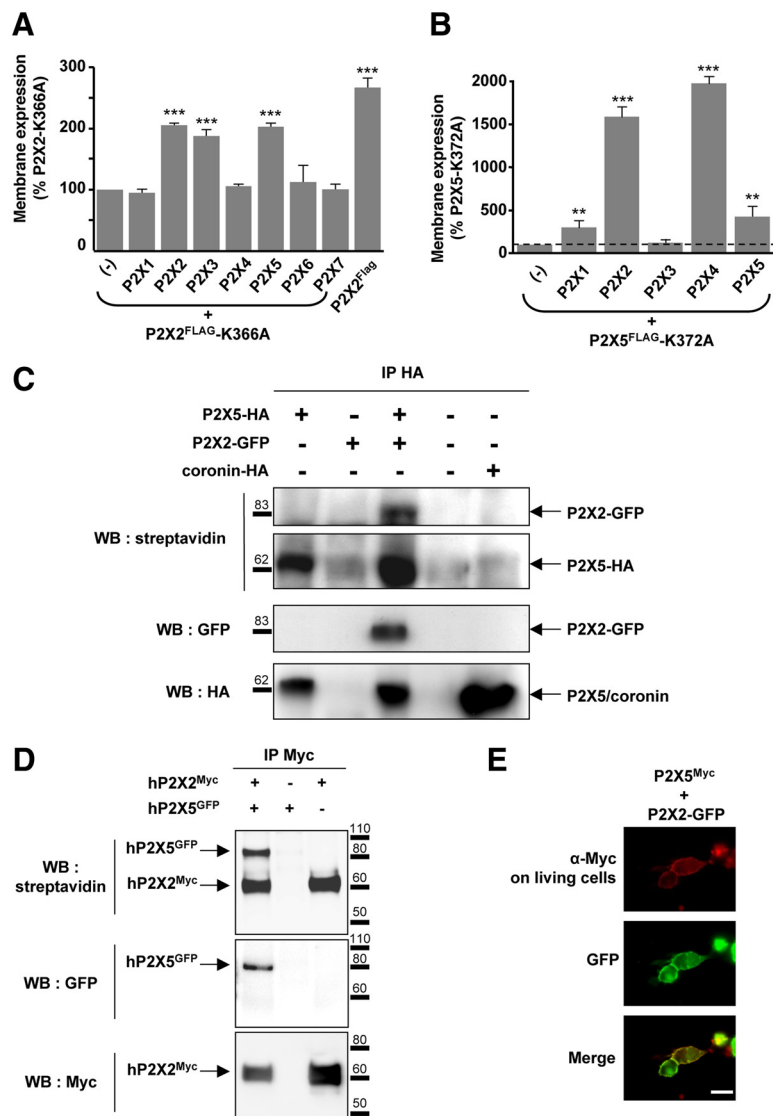 A
Membrane expression
(% P2X2-K366A)
300
200
100
0
***
***
***
***
(-)
P2X1
P2X2
P2X3
P2X4
P2X5
P2X6
P2X7
P2X2Flag
+
P2X2FLAG-K366A
B
Membrane expression
(% P2X5-K372A)
2000
1500
1000
500
0
**
***
***
**
(-)
P2X1
P2X2
P2X3
P2X4
P2X5
+
P2X5FLAG-K372A
C
IP HA
P2X5-HA + - + - -
P2X2-GFP - + + - -
coronin-HA - - - - +
WB : streptavidin
83
P2X2-GFP
62
P2X5-HA
WB : GFP
83
P2X2-GFP
WB : HA
62
P2X5/coronin
D
IP Myc
hP2X2Myc + - +
hP2X5GFP + + -
WB :
streptavidin
hP2X5GFP
hP2X2Myc
110
80
60
50
WB : GFP
hP2X5GFP
110
80
60
WB : Myc
hP2X2Myc
80
60
50
E
P2X5Myc
+
P2X2-GFP
α-Myc
on living cells
GFP
Merge